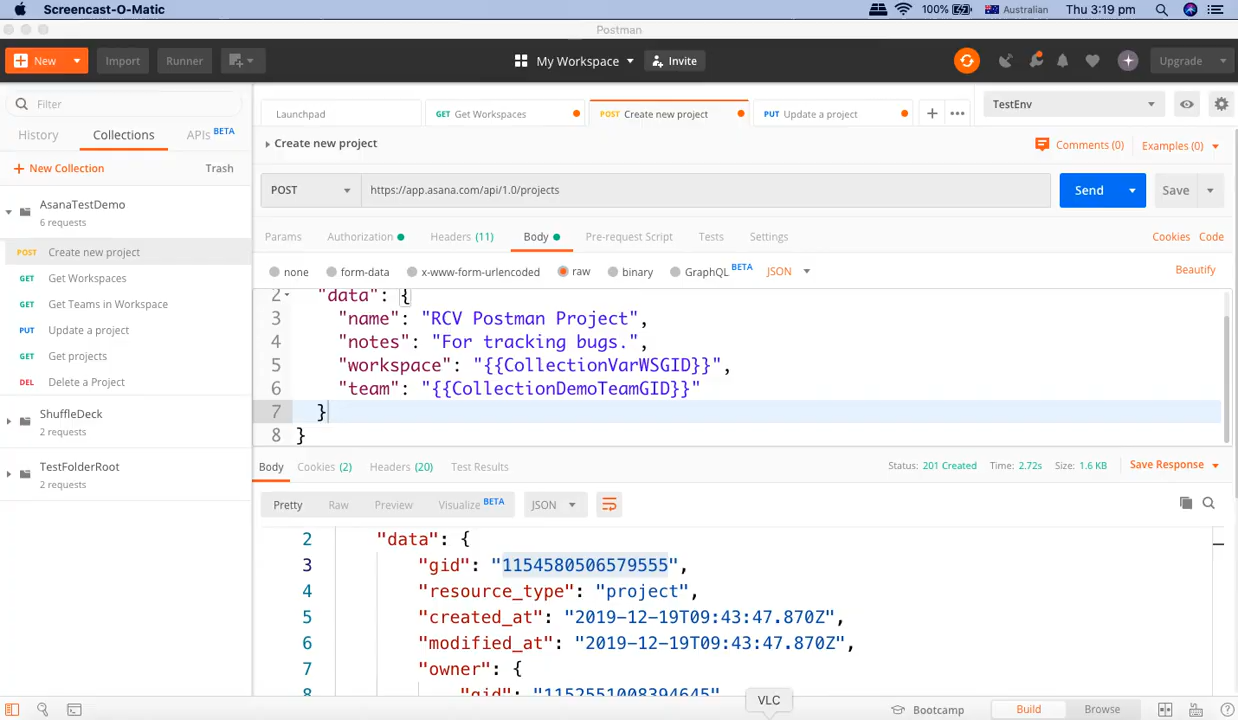 Screencast-O-Matic 100% Australian Thu 3:19 pm
Postman
New Import Runner My Workspace Invite Upgrade
Filter
History Collections APIs BETA
New Collection Trash
AsanaTestDemo
6 requests
POST Create new project
GET Get Workspaces
GET Get Teams in Workspace
PUT Update a project
GET Get projects
DEL Delete a Project
ShuffleDeck
2 requests
TestFolderRoot
2 requests
Launchpad GET Get Workspaces POST Create new project PUT Update a project TestEnv
Create new project Comments (0) Examples (0)
POST https://app.asana.com/api/1.0/projects Send Save
Params Authorization Headers (11) Body Pre-request Script Tests Settings Cookies Code
none form-data x-www-form-urlencoded raw binary GraphQL BETA JSON Beautify
2 "data": {
3 "name": "RCV Postman Project",
4 "notes": "For tracking bugs.",
5 "workspace": "{{CollectionVarWSGID}}",
6 "team": "{{CollectionDemoTeamGID}}"
7 }
8 }
Body Cookies (2) Headers (20) Test Results Status: 201 Created Time: 2.72s Size: 1.6 KB Save Response
Pretty Raw Preview Visualize BETA JSON
2 "data": {
3 "gid": "1154580506579555",
4 "resource_type": "project",
5 "created_at": "2019-12-19T09:43:47.870Z",
6 "modified_at": "2019-12-19T09:43:47.870Z",
7 "owner": {
8 "gid": "1152551008394645"
VLC
Bootcamp Build Browse